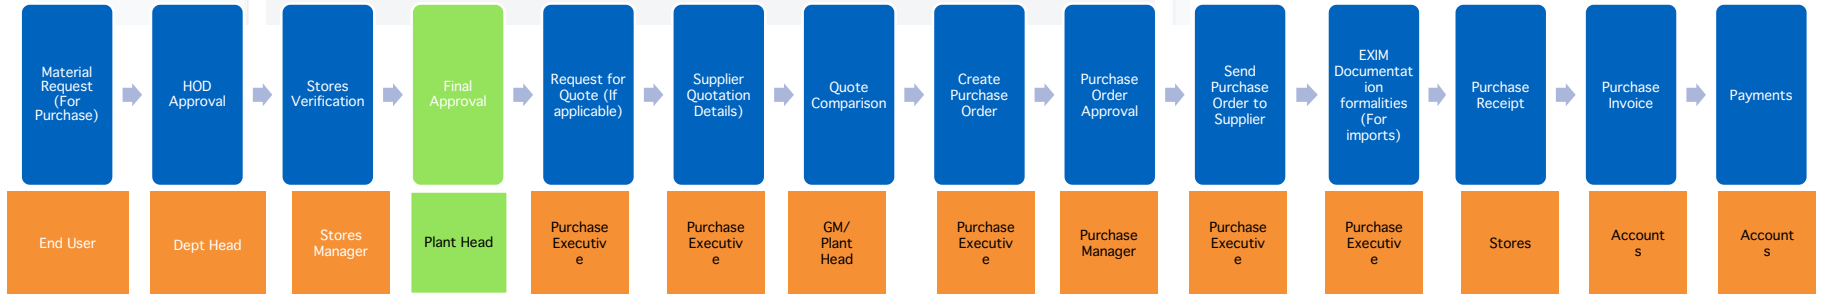 Material
Request
(For
Purchase)
HOD
Approval
Stores
Verification
Final
Approval
Request for
Quote (If
applicable)
Supplier
Quotation
Details)
Quote
Comparison
Create
Purchase
Order
Purchase
Order
Approval
Send
Purchase
Order to
Supplier
EXIM
Documentat
ion
formalities
(For
imports)
Purchase
Receipt
Purchase
Invoice
Payments
End User
Dept Head
Stores
Manager
Plant Head
Purchase
Executiv
e
Purchase
Executiv
e
GM/
Plant
Head
Purchase
Executiv
e
Purchase
Manager
Purchase
Executiv
e
Purchase
Executiv
e
Stores
Account
s
Account
s